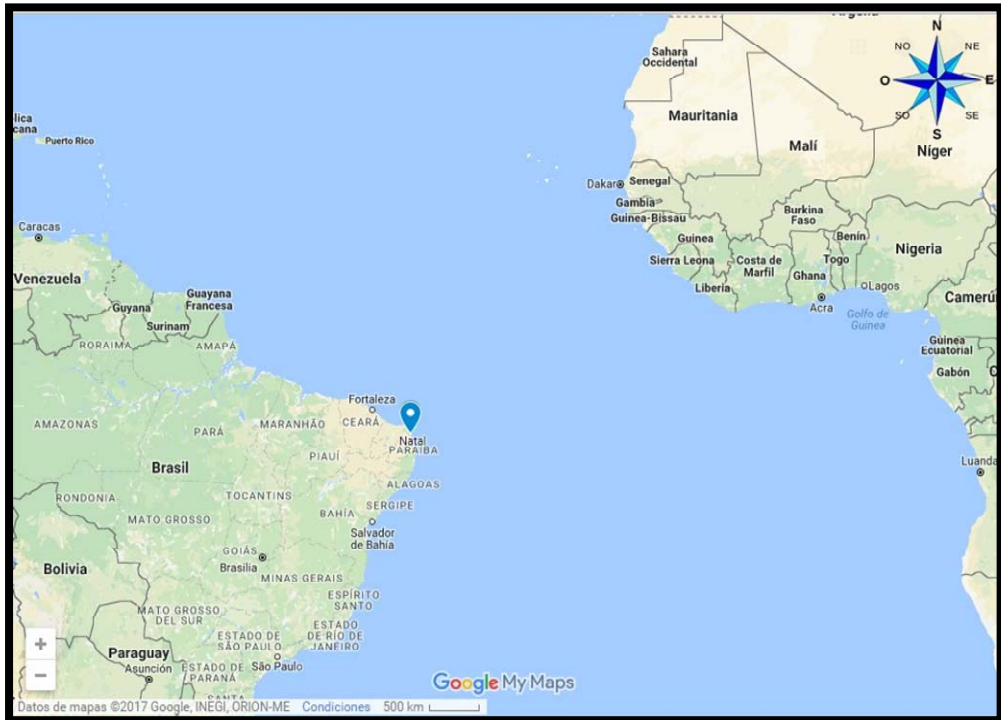 Argelia
N
NO
NE
O
E
SO
SE
S
Sahara
Occidental
Mauritania
Malí
Níger
lica
cana
Puerto Rico
Dakar
Senegal
Gambia
Guinea-Bissau
Burkina
Faso
Guinea
Benín
Nigeria
Caracas
Sierra Leona
Costa de
Marfil
Togo
Ghana
Venezuela
Liberia
Lagos
Camerú
Guyana
Guayana
Francesa
Acra
Golfo de
Guinea
Surinam
Guinea
Ecuatorial
RORAIMA
AMAPÁ
Gabón
C
Fortaleza
AMAZONAS
PARÁ
MARANHÃO
CEARÁ
Natal
PARAÍBA
PIAUÍ
Brasil
Luanda
ALAGOAS
RONDONIA
TOCANTINS
SERGIPE
MATO GROSSO
BAHÍA
Salvador
de Bahía
GOIÁS
Brasilia
Bolivia
MINAS GERAIS
ESPÍRITO
SANTO
MATO GROSSO
DEL SUR
ESTADO DE
SÃO PAULO
ESTADO
DE RÍO DE
JANEIRO
Paraguay
Asunción
ESTADO DE
PARANÁ
São Paulo
SANTA
+
−
Google My Maps
Datos de mapas ©2017 Google, INEGI, ORION-ME Condiciones 500 km